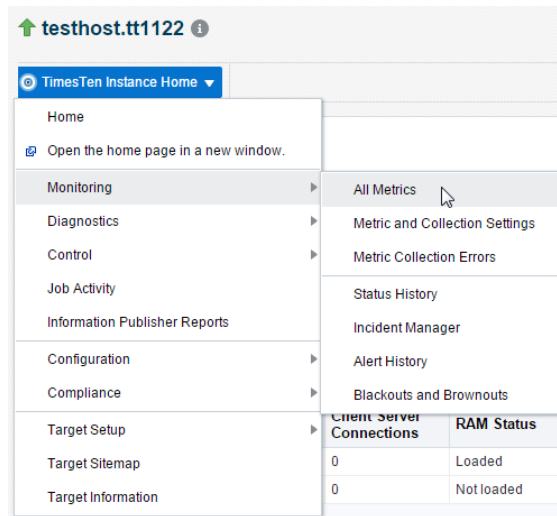 testhost.tt1122
TimesTen Instance Home
Home
Open the home page in a new window.
Monitoring
Diagnostics
Control
Job Activity
Information Publisher Reports
Configuration
Compliance
Target Setup
Target Sitemap
Target Information
All Metrics
Metric and Collection Settings
Metric Collection Errors
Status History
Incident Manager
Alert History
Blackouts and Brownouts
Client Server
Connections
RAM Status
0
Loaded
0
Not loaded